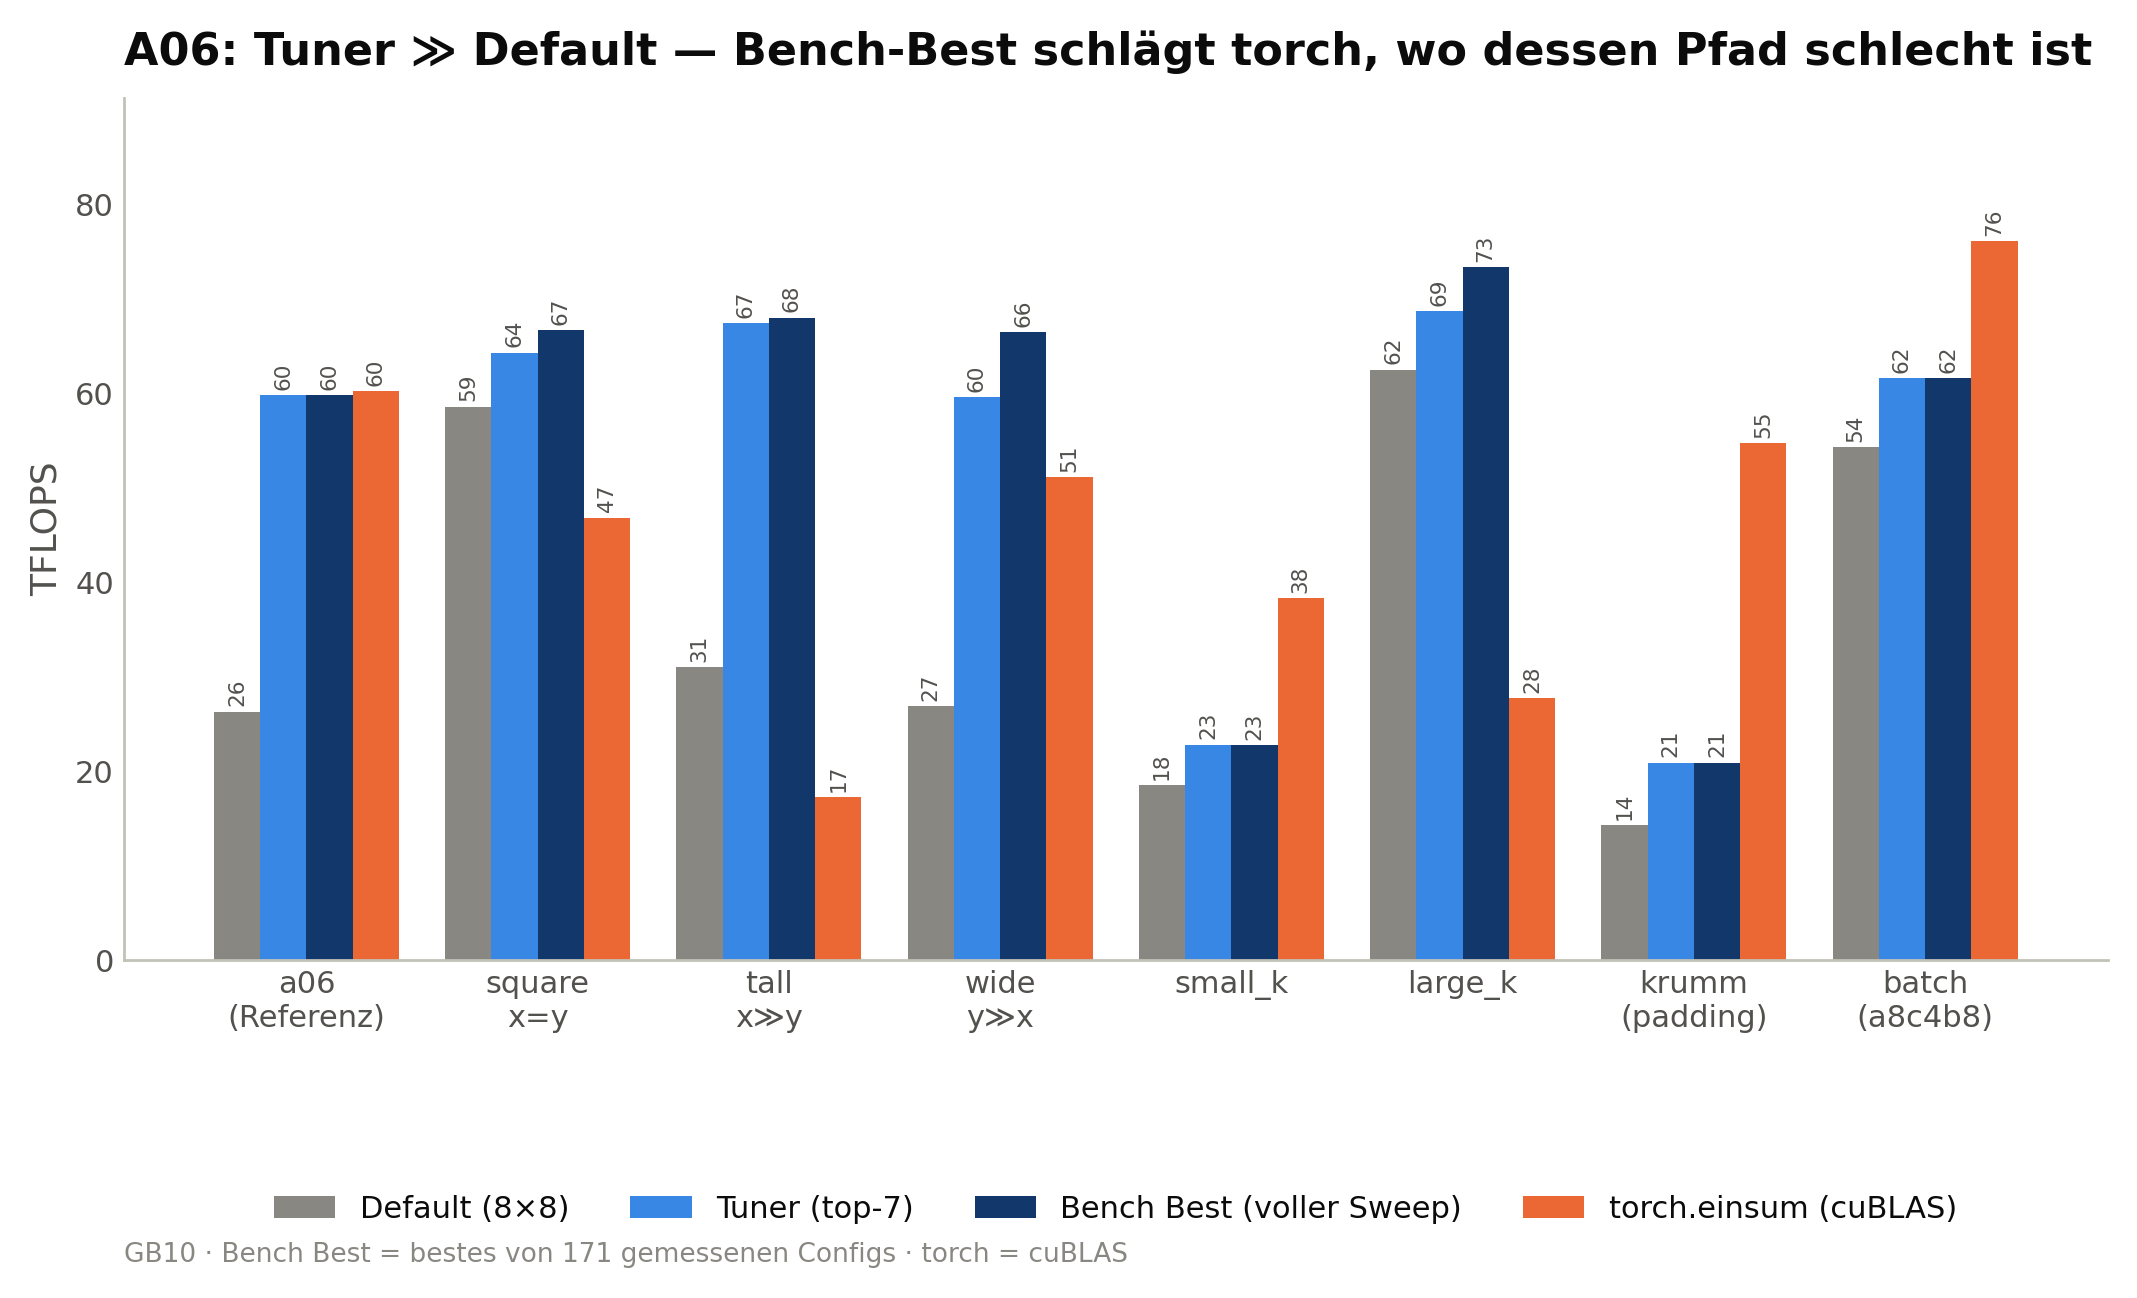 A06: Tuner ≫ Default — Bench-Best schlägt torch, wo dessen Pfad schlecht ist
TFLOPS
80
60
40
20
0
26
60
60
60
59
64
67
47
31
67
68
17
27
60
66
51
18
23
23
38
62
69
73
28
14
21
21
55
54
62
62
76
a06
(Referenz)
square
x=y
tall
x≫y
wide
y≫x
small_k
large_k
krumm
(padding)
batch
(a8c4b8)
Default (8×8)
Tuner (top-7)
Bench Best (voller Sweep)
torch.einsum (cuBLAS)
GB10 · Bench Best = bestes von 171 gemessenen Configs · torch = cuBLAS